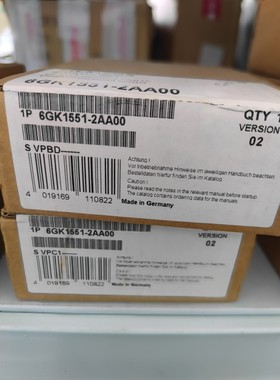 6GK1551-2AA00
1P 6GK1551-2AA00
QTY 1
VERSION
02
S VPBD
Achtung !
Vor Inbetriebnahme Hinweise im jeweiligen Handbuch beachten.
Bestelldaten hierfür finden Sie im Katalog.
Caution !
Please read the notes in the relevant manual before startup.
The catalog contains ordering data for the manuals.
4 019169 110822
Made in Germany
1P 6GK1551-2AA00
VERSION
02
S VPC1
Achtung !
4 019169 110822
Made in Germany